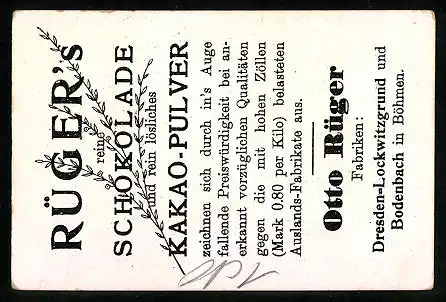 RÜGER's
reine
SCHOKOLADE
und rein lösliches
KAKAO-PULVER
zeichnen sich durch in's Auge
fallende Preiswürdigkeit bei an-
erkannt vorzüglichen Qualitäten
gegen die mit hohen Zöllen
(Mark 0.80 per Kilo) belasteten
Auslands-Fabrikate aus.
Otto Rüger
Fabriken:
Dresden-Lockwitzgrund und
Bodenbach in Böhmen.